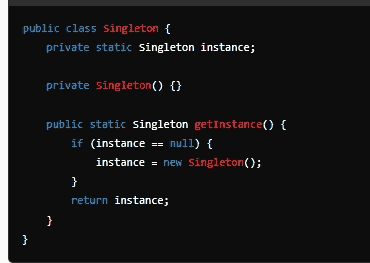 public class Singleton {
    private static Singleton instance;

    private Singleton() {}

    public static Singleton getInstance() {
        if (instance == null) {
            instance = new Singleton();
        }
        return instance;
    }
}